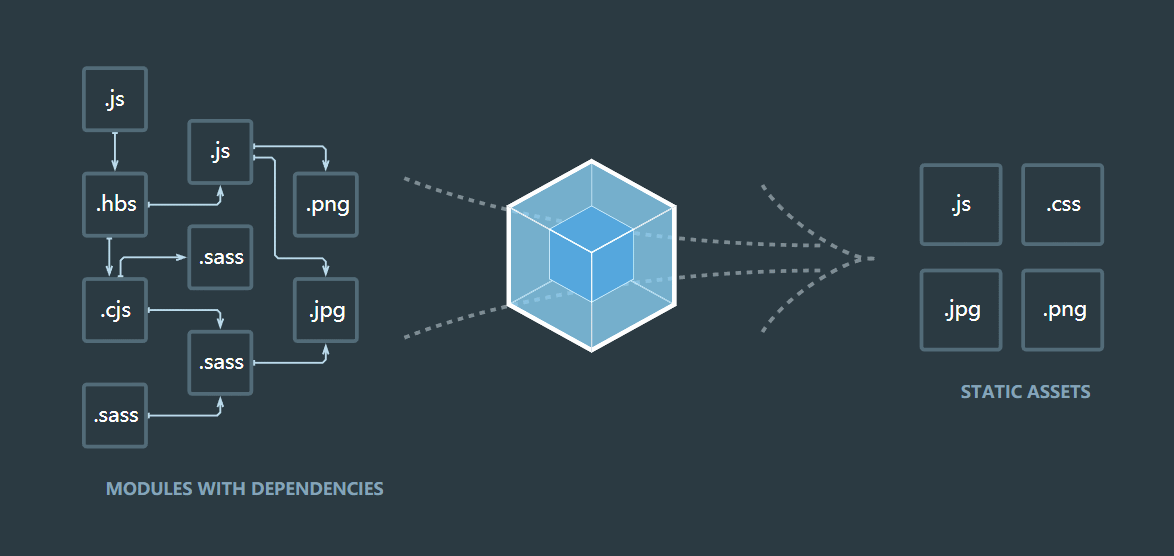 .js
.js
.hbs
.png
.sass
.cjs
.jpg
.sass
.sass
MODULES WITH DEPENDENCIES
.js
.css
.jpg
.png
STATIC ASSETS